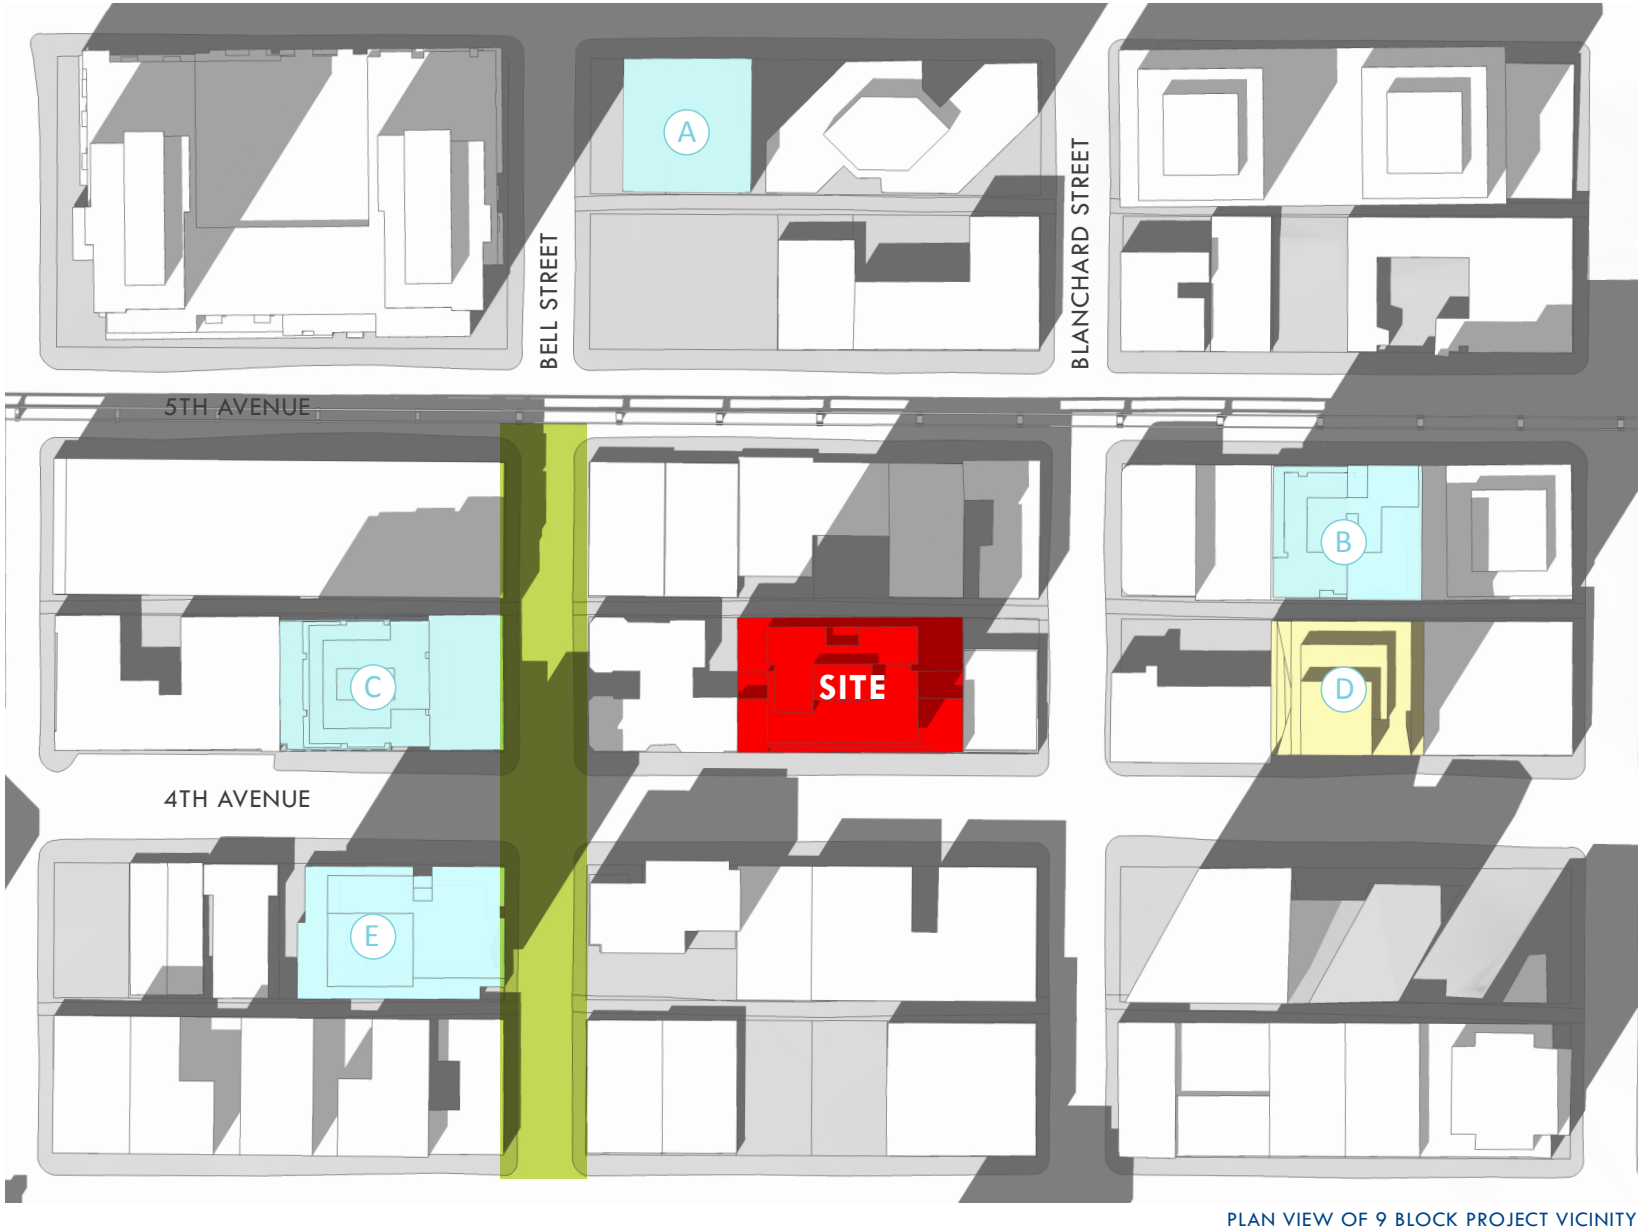 A
BELL STREET
BLANCHARD STREET
5TH AVENUE
B
C
SITE
D
4TH AVENUE
E
PLAN VIEW OF 9 BLOCK PROJECT VICINITY